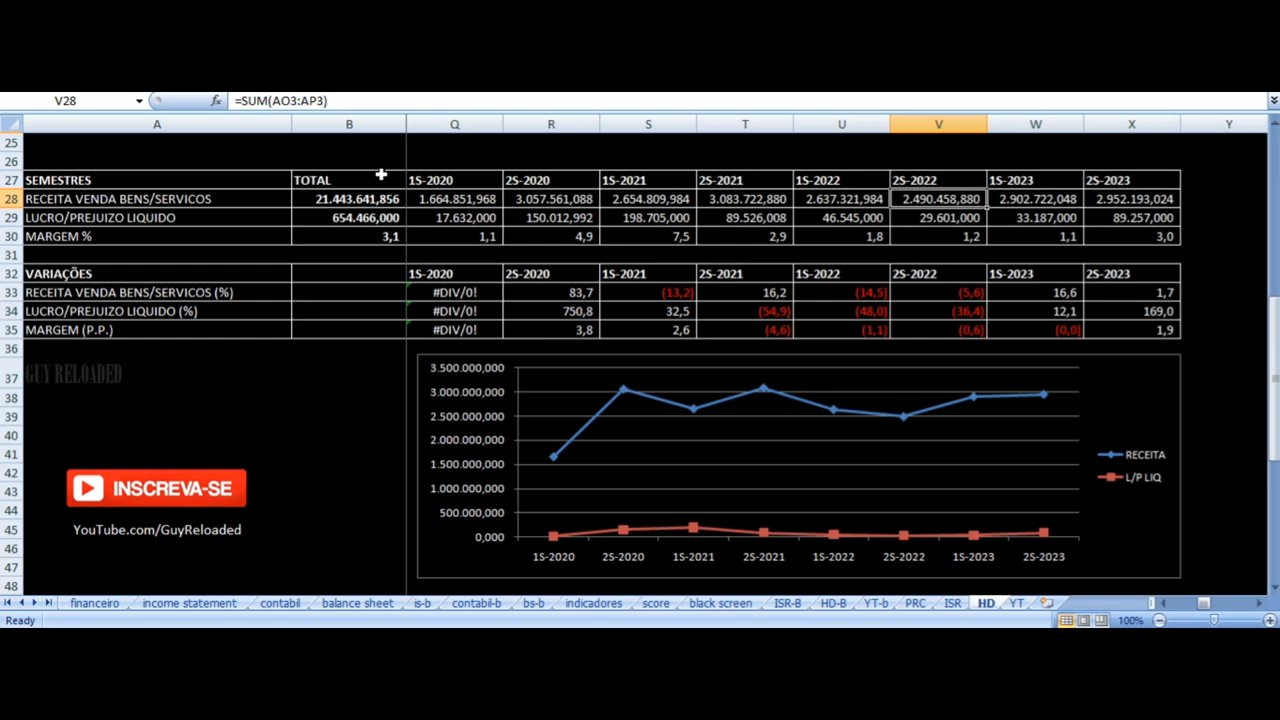 V28 fx =SUM(AO3:AP3)
A B Q R S T U V W X Y
25
26
27 SEMESTRES TOTAL 1S-2020 2S-2020 1S-2021 2S-2021 1S-2022 2S-2022 1S-2023 2S-2023
28 RECEITA VENDA BENS/SERVICOS 21.443.641,856 1.664.851,968 3.057.561,088 2.654.809,984 3.083.722,880 2.637.321,984 2.490.458,880 2.902.722,048 2.952.193,024
29 LUCRO/PREJUIZO LIQUIDO 654.466,000 17.632,000 150.012,992 198.705,000 89.526,008 46.545,000 29.601,000 33.187,000 89.257,000
30 MARGEM % 3,1 1,1 4,9 7,5 2,9 1,8 1,2 1,1 3,0
31
32 VARIAÇÕES 1S-2020 2S-2020 1S-2021 2S-2021 1S-2022 2S-2022 1S-2023 2S-2023
33 RECEITA VENDA BENS/SERVICOS (%) #DIV/0! 83,7 (13,2) 16,2 (14,5) (5,6) 16,6 1,7
34 LUCRO/PREJUIZO LIQUIDO (%) #DIV/0! 750,8 32,5 (54,9) (48,0) (36,4) 12,1 169,0
35 MARGEM (P.P.) #DIV/0! 3,8 2,6 (4,6) (1,1) (0,6) (0,0) 1,9
36
37 GUY RELOADED
38
39
40
41
42
43
44
45
46
47
48
3.500.000,000
3.000.000,000
2.500.000,000
2.000.000,000
1.500.000,000
1.000.000,000
500.000,000
0,000
1S-2020 2S-2020 1S-2021 2S-2021 1S-2022 2S-2022 1S-2023 2S-2023
RECEITA
L/P LIQ
INSCREVA-SE
YouTube.com/GuyReloaded
financeiro income statement contabil balance sheet is-b contabil-b bs-b indicadores score black screen ISR-B HD-B YT-b PRC ISR HD YT
Ready 100%